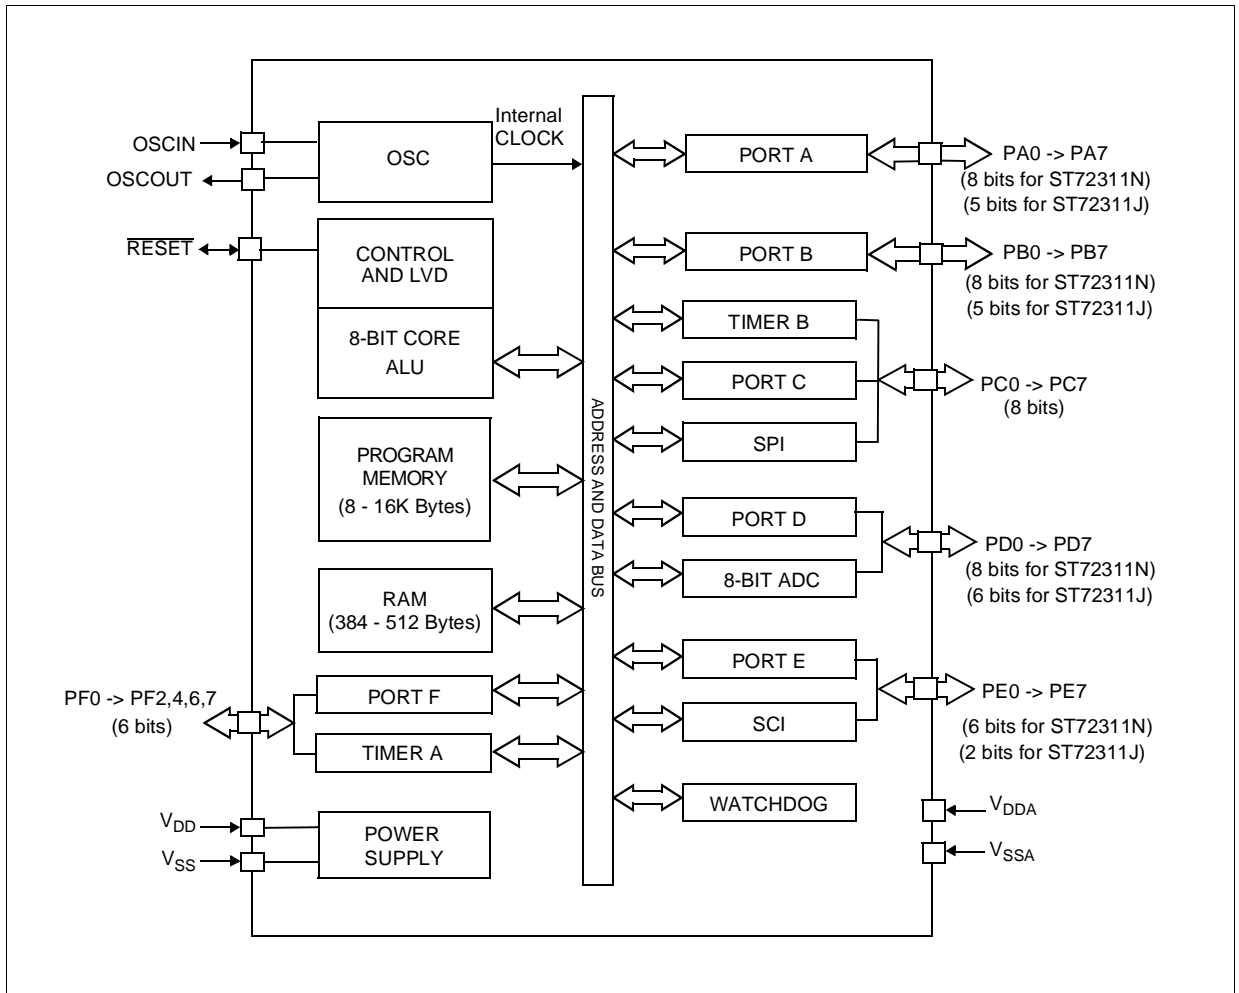 OSCIN
OSCOUT
RESET
OSC
Internal
CLOCK
CONTROL
AND LVD
8-BIT CORE
ALU
PROGRAM
MEMORY
(8 - 16K Bytes)
RAM
(384 - 512 Bytes)
PF0 -> PF2,4,6,7
(6 bits)
PORT F
TIMER A
VDD
VSS
POWER
SUPPLY
ADDRESS AND DATA BUS
PORT A
PA0 -> PA7
(8 bits for ST72311N)
(5 bits for ST72311J)
PORT B
PB0 -> PB7
(8 bits for ST72311N)
(5 bits for ST72311J)
TIMER B
PORT C
SPI
PC0 -> PC7
(8 bits)
PORT D
8-BIT ADC
PD0 -> PD7
(8 bits for ST72311N)
(6 bits for ST72311J)
PORT E
SCI
PE0 -> PE7
(6 bits for ST72311N)
(2 bits for ST72311J)
WATCHDOG
VDDA
VSSA